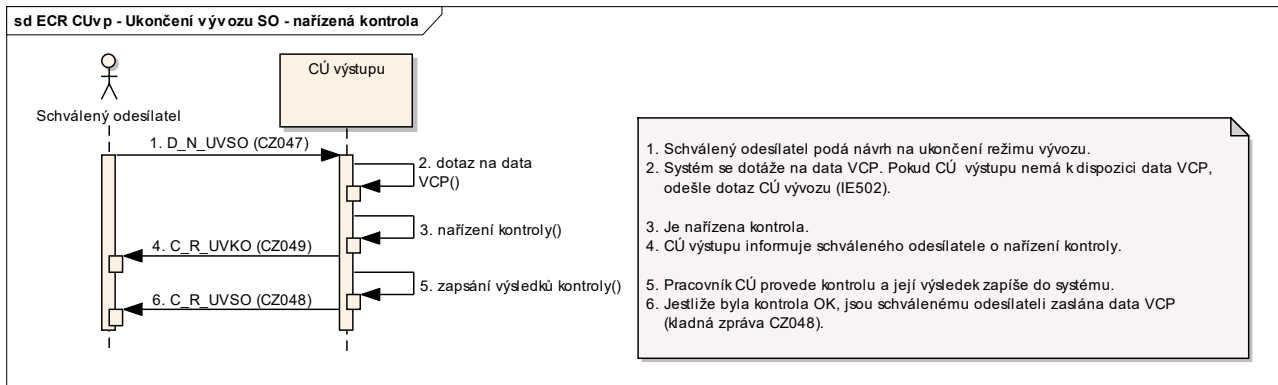 sd ECR CUvp - Ukončení vývozu SO - nařízená kontrola
Schválený odesílatel
CÚ výstupu
1. D_N_UVSO (CZ047)
2. dotaz na data
VCP()
3. nařízení kontroly()
4. C_R_UVKO (CZ049)
5. zapsání výsledků kontroly()
6. C_R_UVSO (CZ048)
1. Schválený odesílatel podá návrh na ukončení režimu vývozu.
2. Systém se dotáže na data VCP. Pokud CÚ výstupu nemá k dispozici data VCP,
odešle dotaz CÚ vývozu (IE502).
3. Je nařízena kontrola.
4. CÚ výstupu informuje schváleného odesílatele o nařízení kontroly.
5. Pracovník CÚ provede kontrolu a její výsledek zapíše do systému.
6. Jestliže byla kontrola OK, jsou schválenému odesílateli zaslána data VCP
(kladná zpráva CZ048).